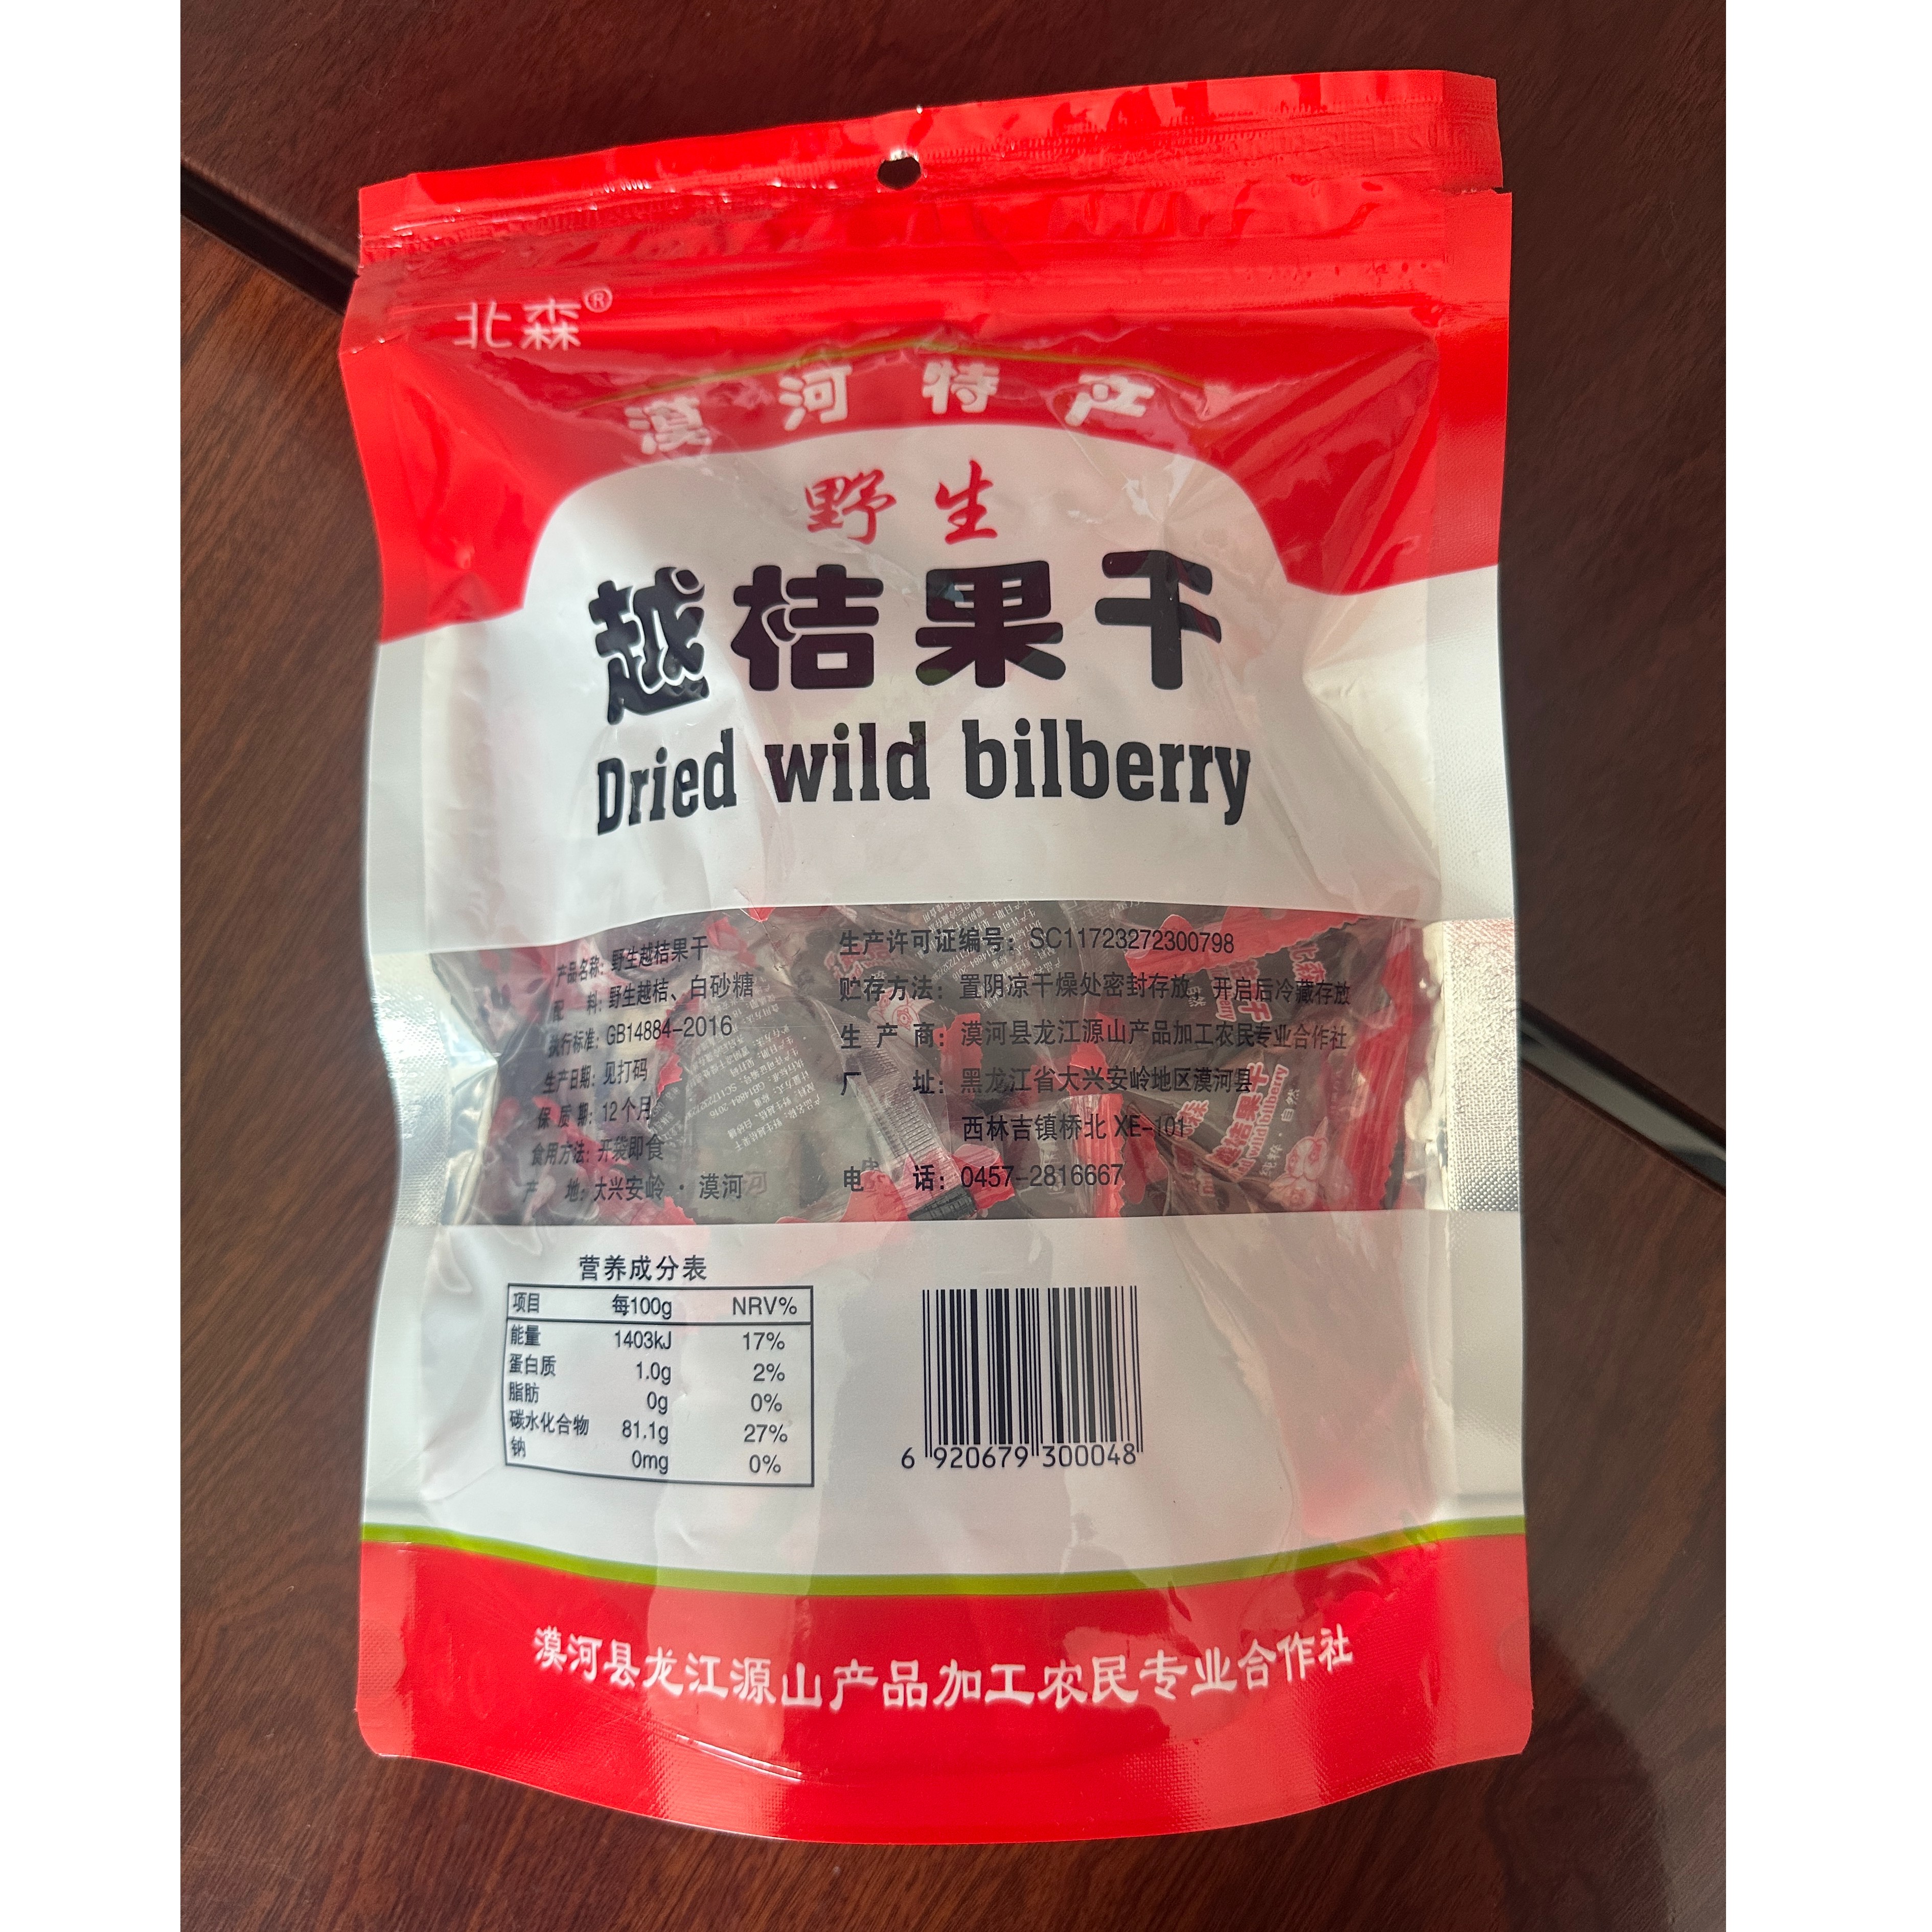 北森®
漠河特产
野生
越桔果干
Dried wild bilberry
产品名称：野生越桔果干
配 料：野生越桔、白砂糖
执行标准：GB14884-2016
生产日期：见打码
保 质 期：12个月
食用方法：开袋即食
产 地：大兴安岭·漠河
生产许可证编号：SC11723272300798
贮存方法：置阴凉干燥处密封存放，开启后冷藏存放
生 产 商：漠河县龙江源山产品加工农民专业合作社
厂 址：黑龙江省大兴安岭地区漠河县
西林吉镇桥北 XE-101
电 话：0457-2816667
营养成分表
项目 每100g NRV%
能量 1403kJ 17%
蛋白质 1.0g 2%
脂肪 0g 0%
碳水化合物 81.1g 27%
钠 0mg 0%
6 920679 300048
漠河县龙江源山产品加工农民专业合作社